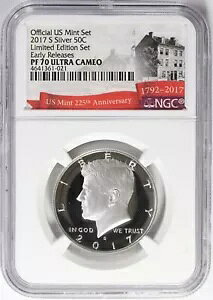 Official US Mint Set
2017 S Silver 50C
Limited Edition Set
Early Releases
PF 70 ULTRA CAMEO
4641361-021
1792-2017
US Mint 225th Anniversary
NGC
LIBERTY
IN GOD WE TRUST
S
2017